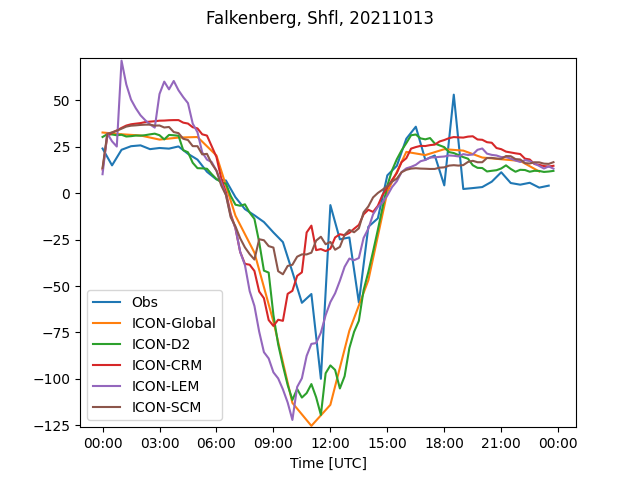 Falkenberg, Shfl, 20211013
50
25
0
−25
−50
−75
−100
−125
Obs
ICON-Global
ICON-D2
ICON-CRM
ICON-LEM
ICON-SCM
00:00 03:00 06:00 09:00 12:00 15:00 18:00 21:00 00:00
Time [UTC]